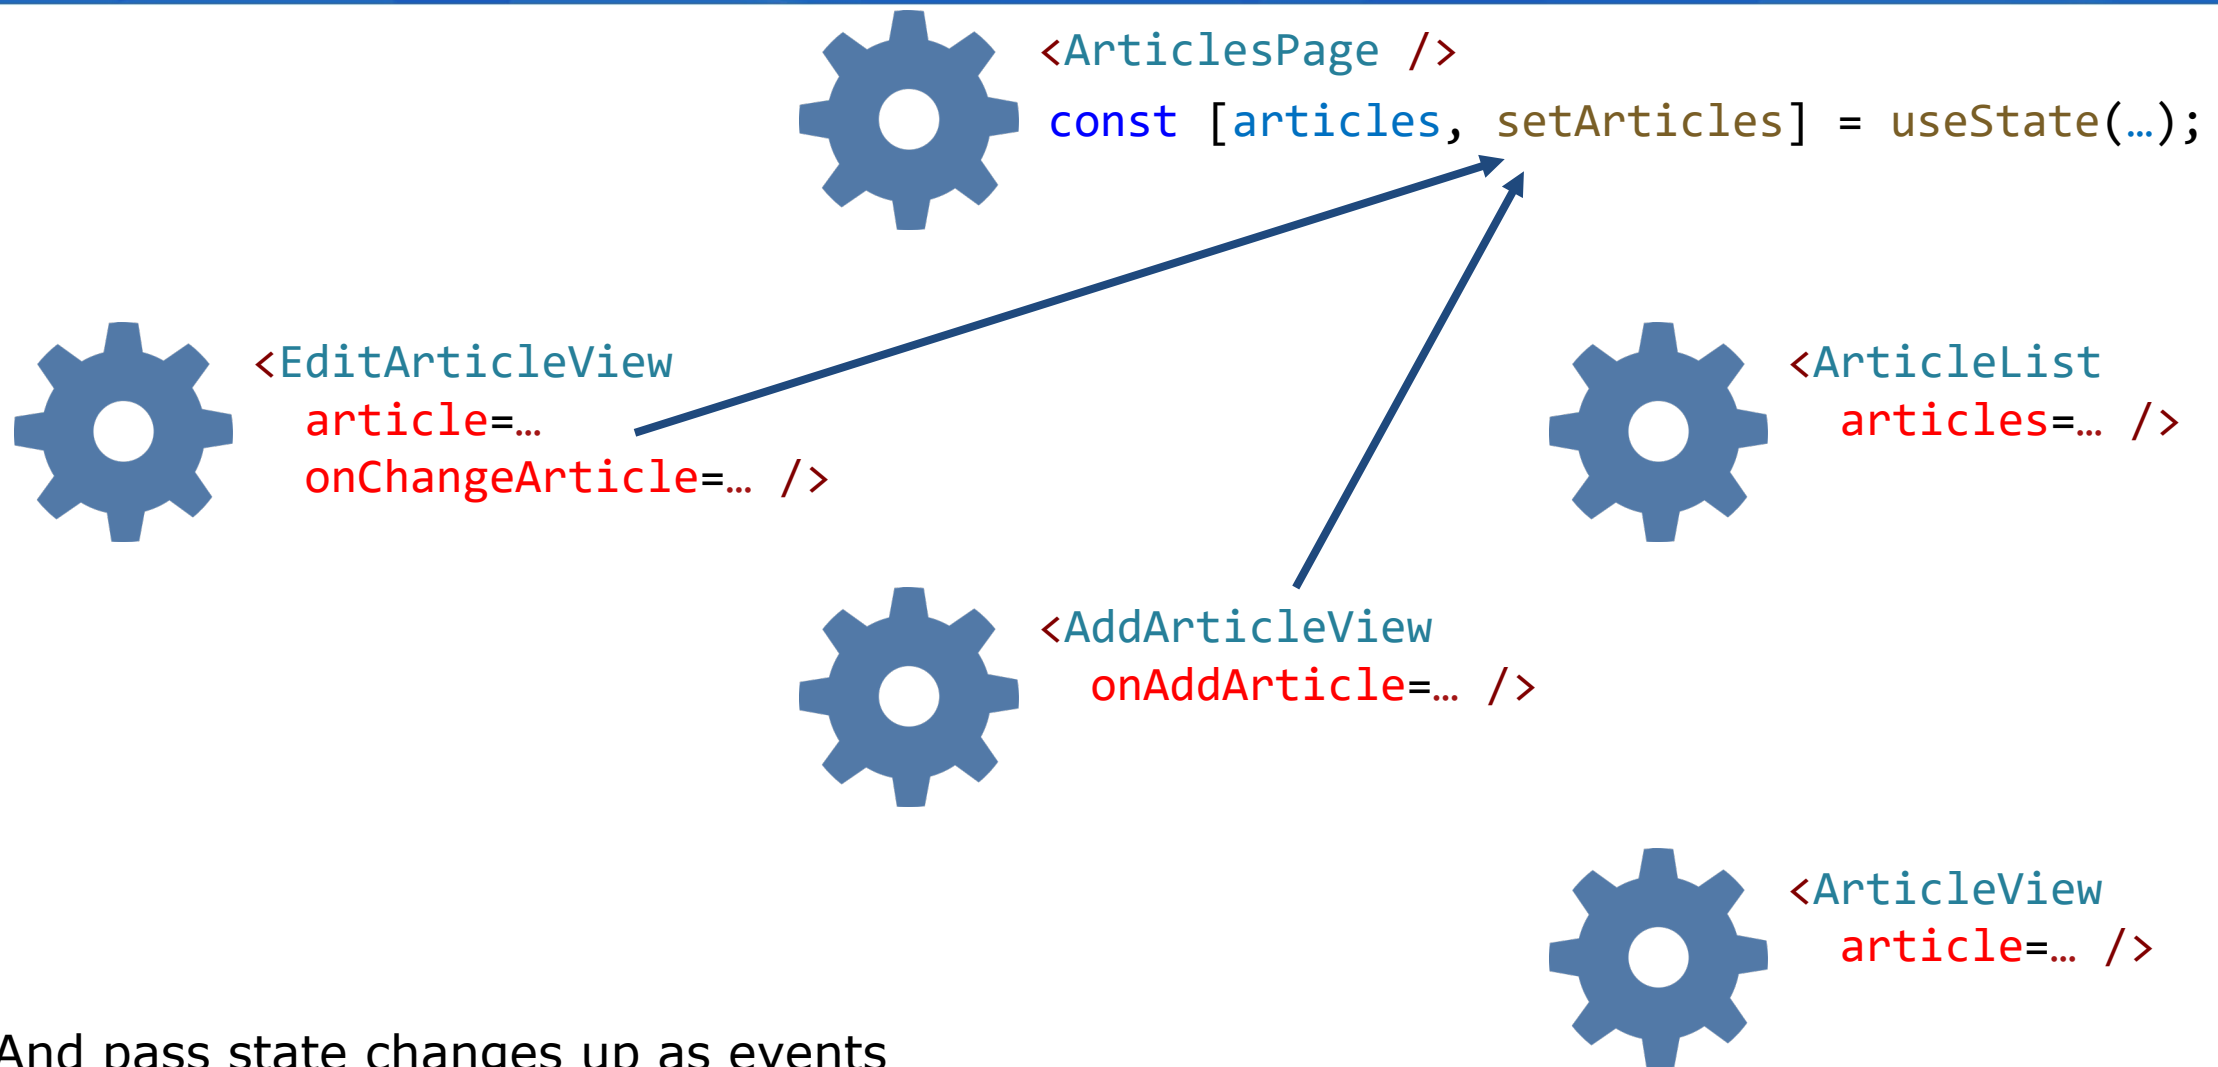 <ArticlesPage />
const [articles, setArticles] = useState(…);
<EditArticleView
article=…
onChangeArticle=… />
<ArticleList
articles=… />
<AddArticleView
onAddArticle=… />
<ArticleView
article=… />
And pass state changes up as events